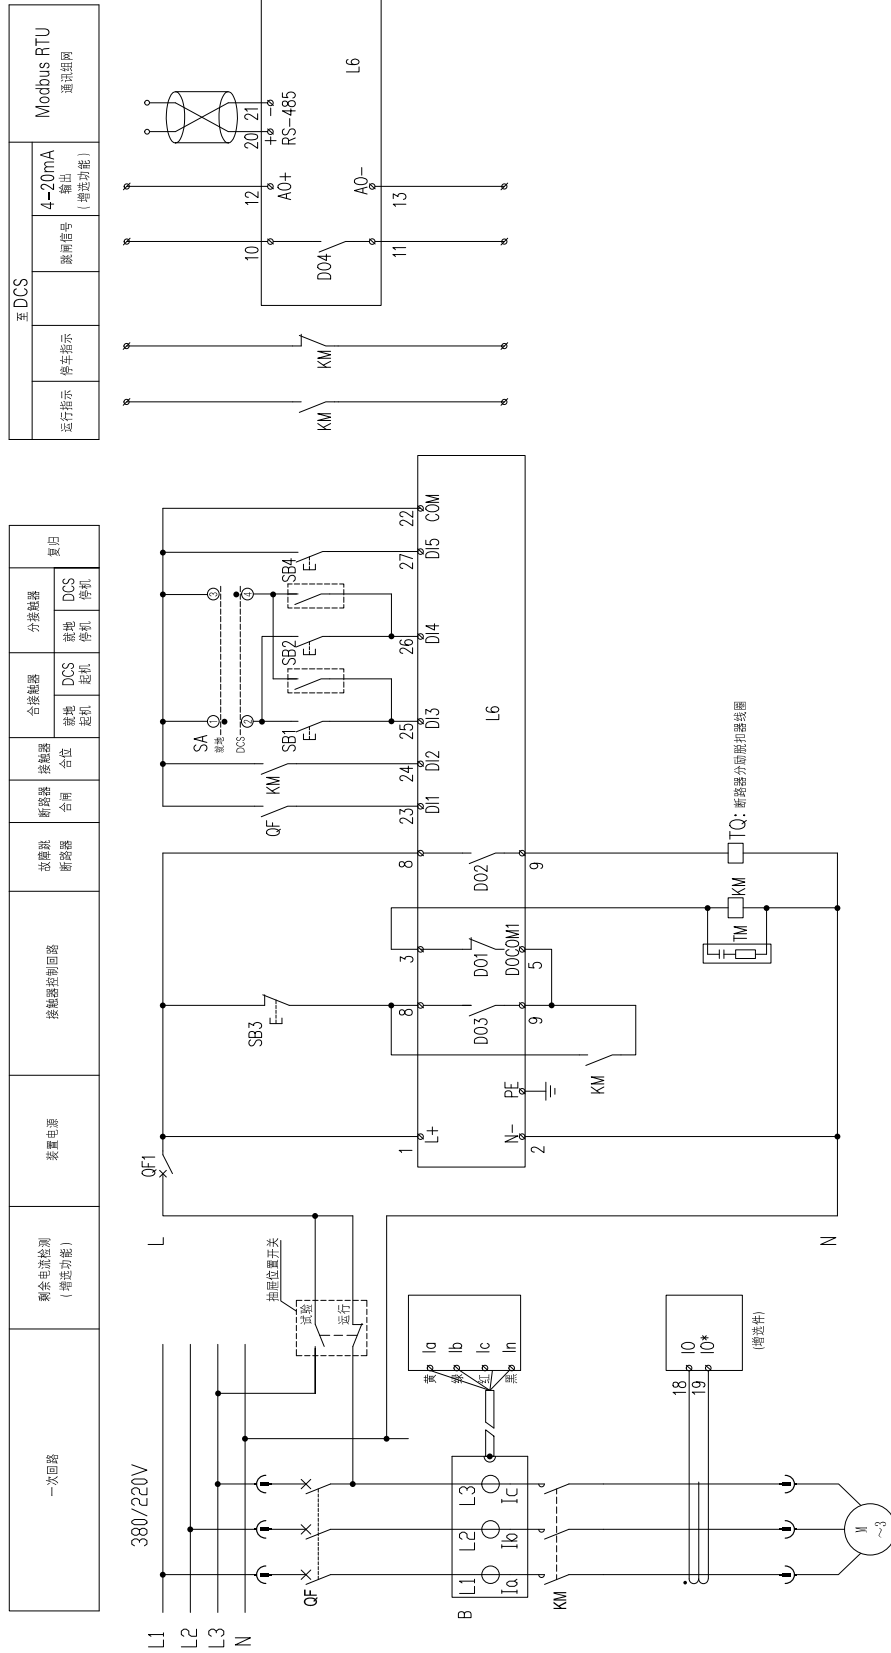 一次回路
剩余电流检测
(增选功能)
装置电源
接触器控制回路
故障跳
断路器
断路器
合闸
接触器
合位
合接触器
就地
起机
DCS
起机
分接触器
就地
停机
DCS
停机
复归
至 DCS
运行指示
停车指示
跳闸信号
4-20mA
输出
(增选功能)
Modbus RTU
通讯组网
380/220V
L1
L2
L3
N
QF
B
L1
L2
L3
Ia
Ib
Ic
KM
M
~3
黄
绿
红
黑
Ia
Ib
Ic
In
18
19
IO
IO*
(增选件)
抽屉位置开关
试验
运行
L
N
QF1
1
L+
N-
2
PE
SB3
8
DO3
9
KM
3
DO1
DOCOM1
5
8
DO2
9
TM
KM
TQ: 断路器分励脱扣器线圈
L6
QF
23
DI1
KM
24
DI2
SA
就地
DCS
1
2
3
4
SB1
25
DI3
SB2
26
DI4
SB4
27
DI5
22
COM
KM
KM
10
DO4
11
12
AO+
AO-
13
20
21
+
-
RS-485
L6